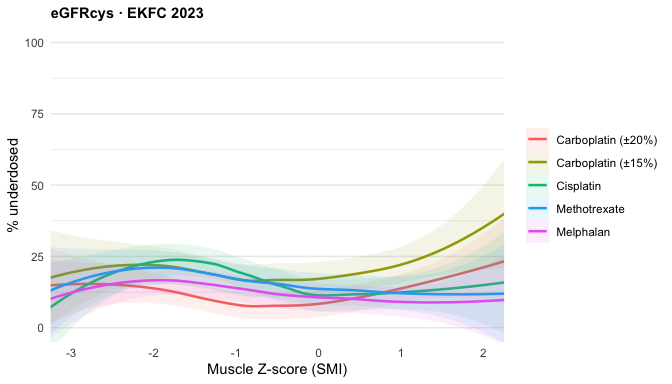 eGFRcys · EKFC 2023
100
75
50
25
0
% underdosed
-3
-2
-1
0
1
2
Muscle Z-score (SMI)
Carboplatin (±20%)
Carboplatin (±15%)
Cisplatin
Methotrexate
Melphalan